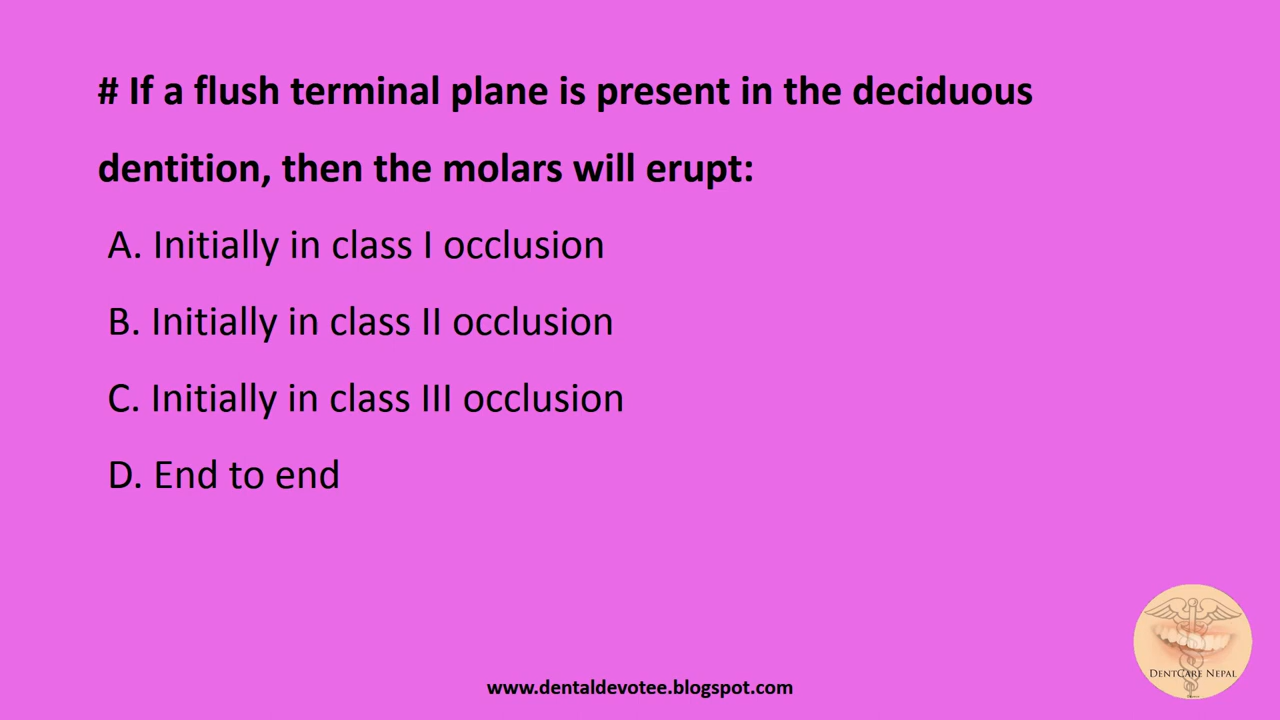 # If a flush terminal plane is present in the deciduous
dentition, then the molars will erupt:
A. Initially in class I occlusion
B. Initially in class II occlusion
C. Initially in class III occlusion
D. End to end
DENTCARE NEPAL
www.dentaldevotee.blogspot.com